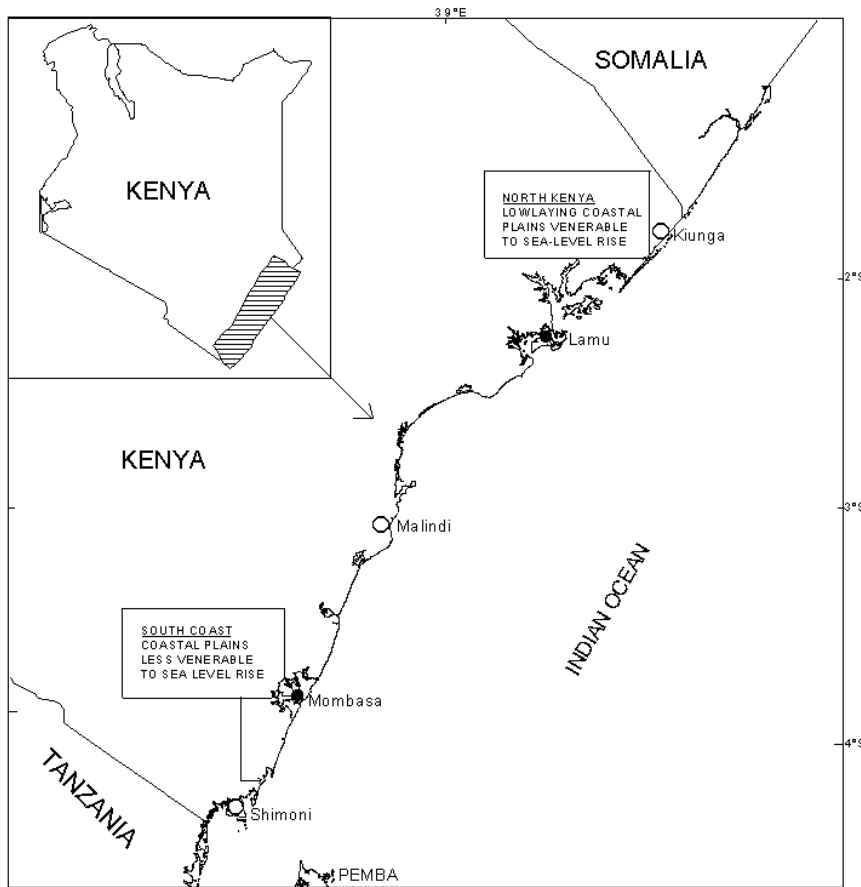 39°E
SOMALIA
KENYA
NORTH KENYA
LOWLAYING COASTAL
PLAINS VENERABLE
TO SEA-LEVEL RISE
Kiunga
2°S
Lamu
KENYA
3°S
Malindi
INDIAN OCEAN
SOUTH COAST
COASTAL PLAINS
LESS VENERABLE
TO SEA LEVEL RISE
Mombasa
4°S
TANZANIA
Shimoni
PEMBA